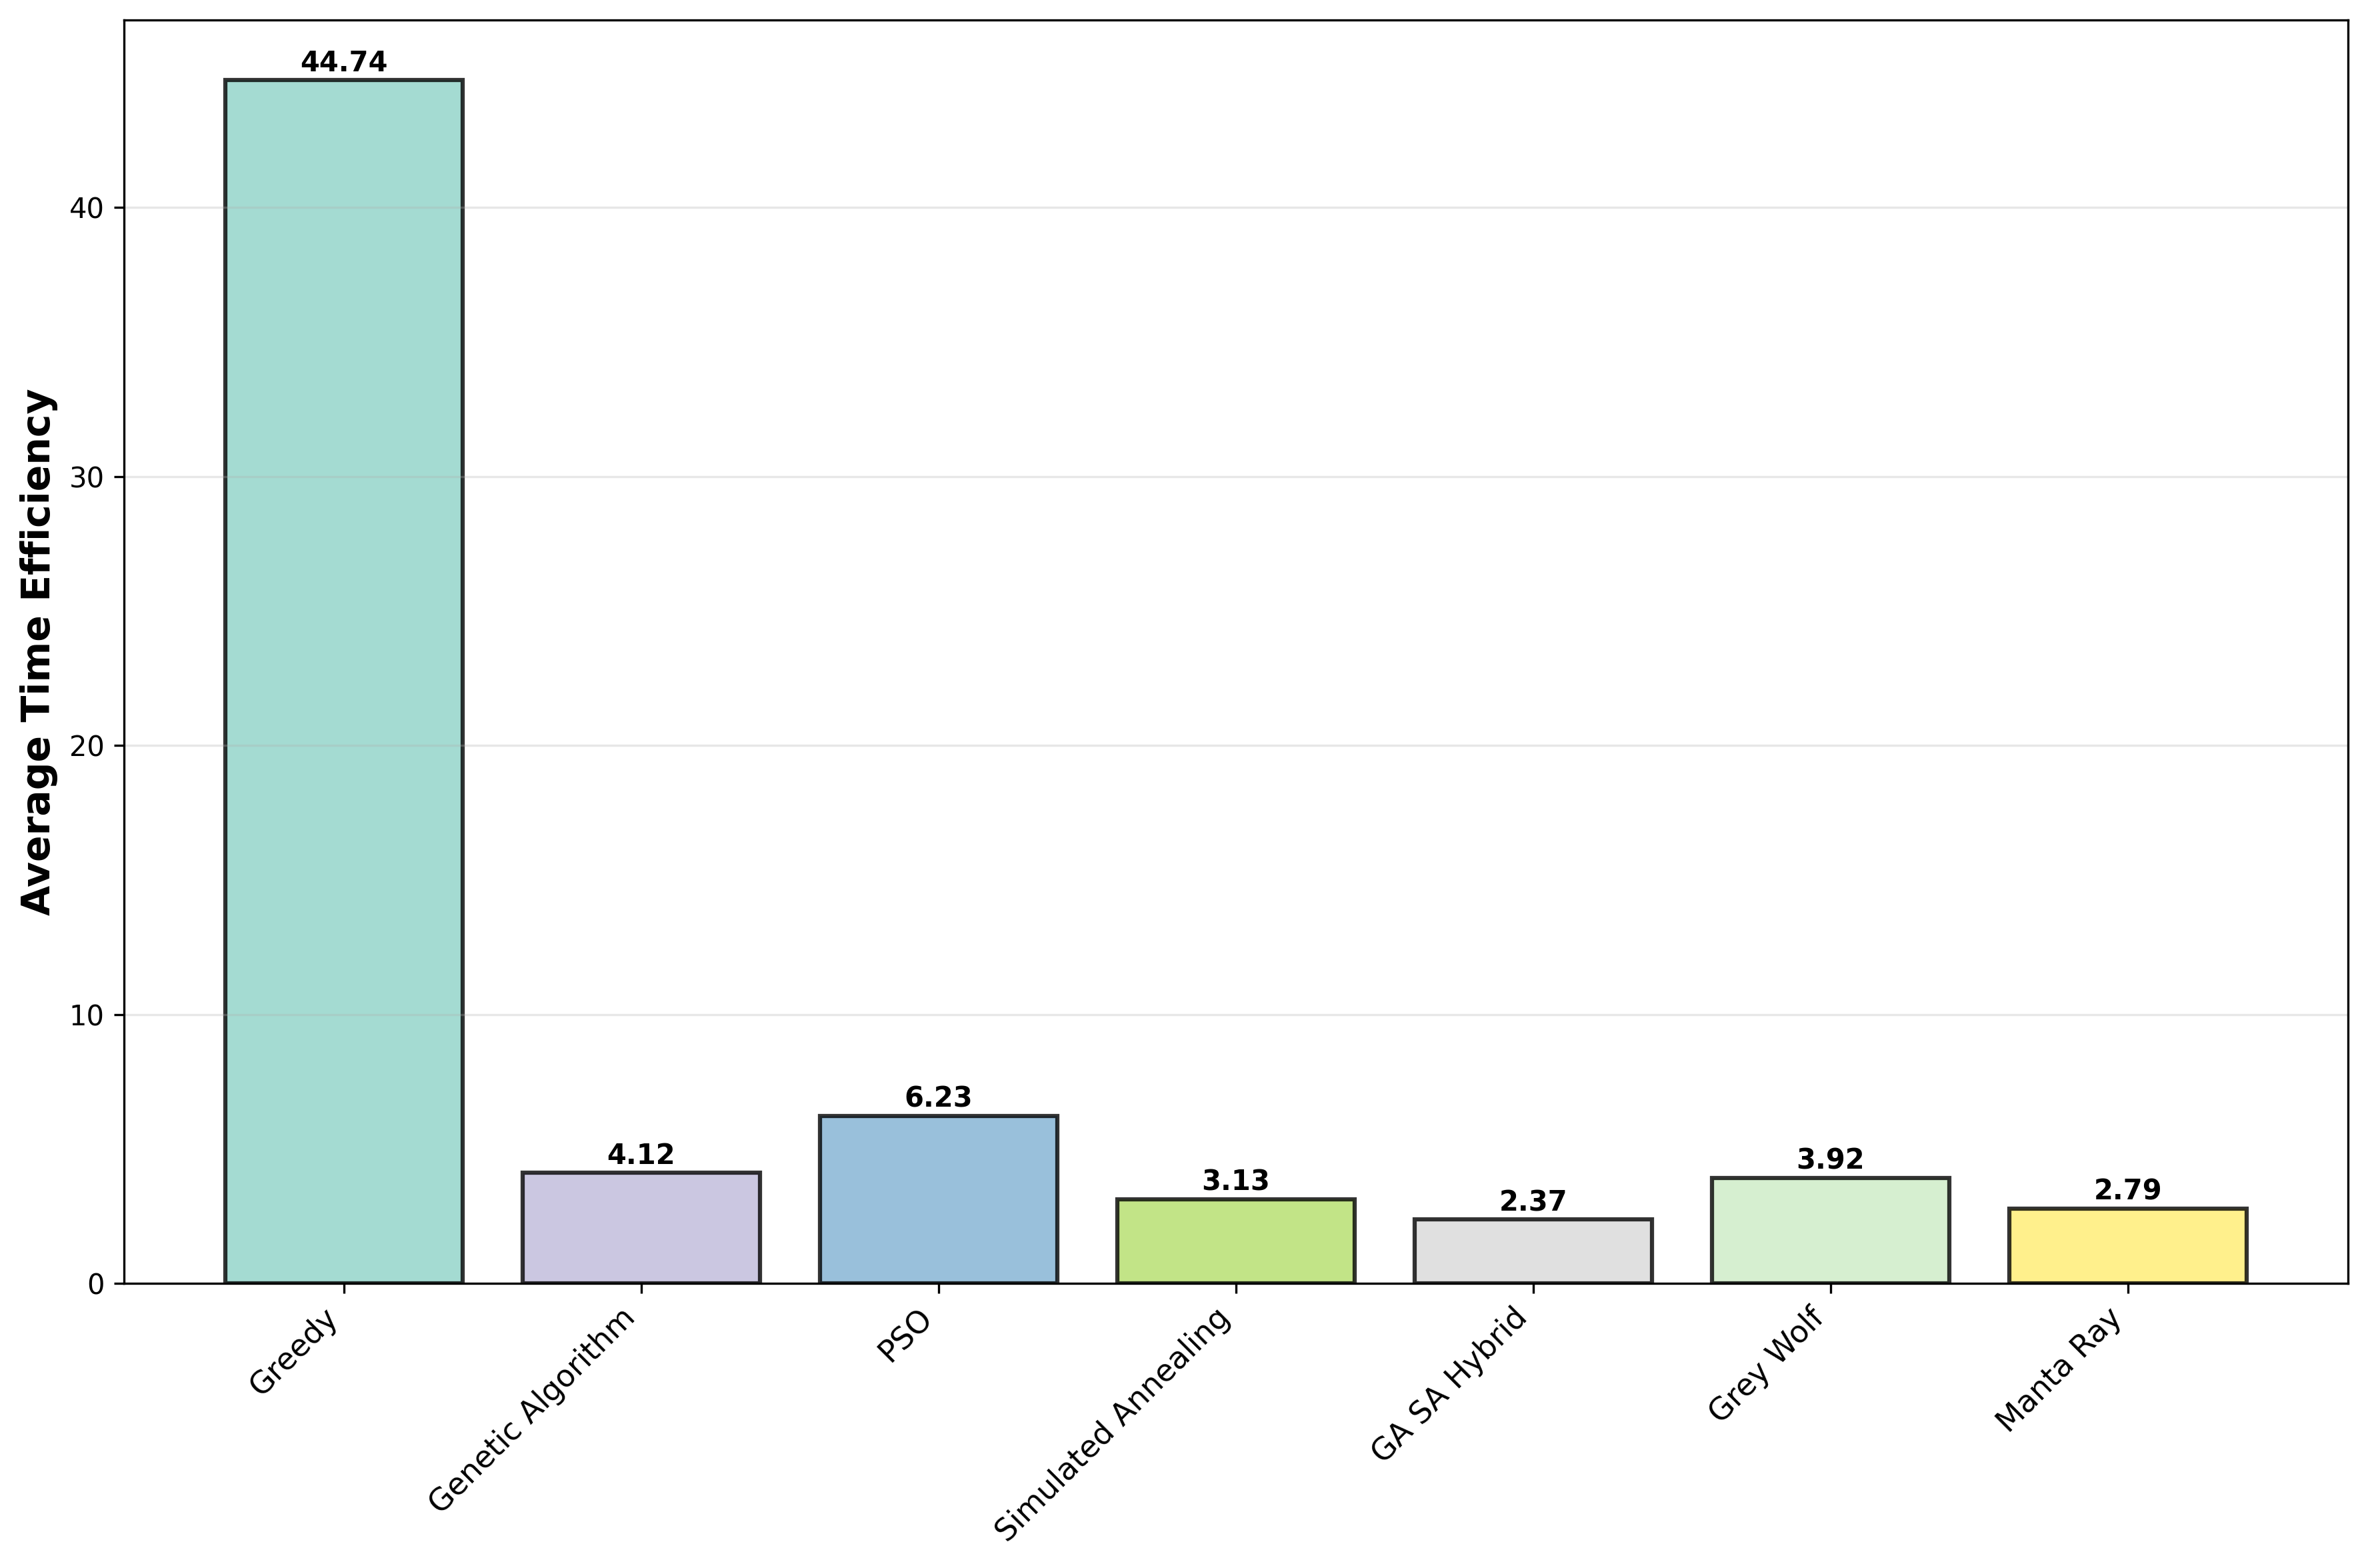 Average Time Efficiency
40
30
20
10
0
44.74
4.12
6.23
3.13
2.37
3.92
2.79
Greedy
Genetic Algorithm
PSO
Simulated Annealing
GA SA Hybrid
Grey Wolf
Manta Ray